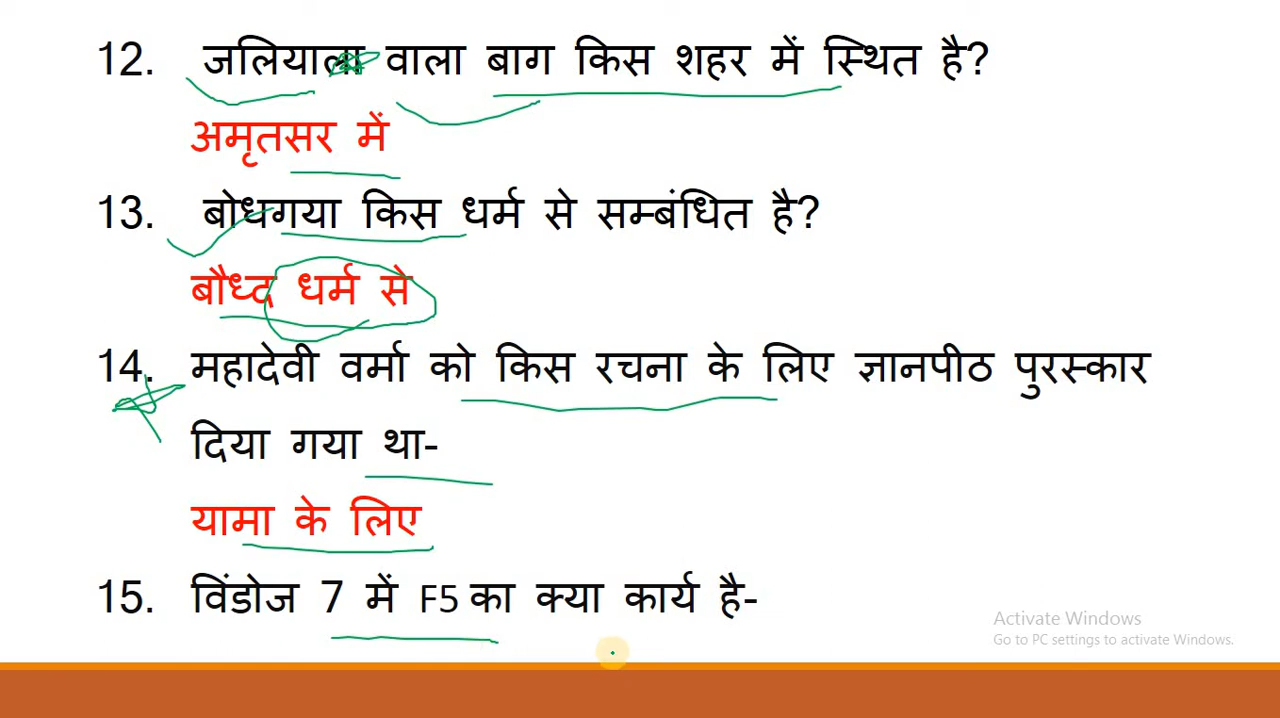 12. जलियाला वाला बाग किस शहर में स्थित है?
अमृतसर में
13. बोधगया किस धर्म से सम्बंधित है?
बौध्द धर्म से
14. महादेवी वर्मा को किस रचना के लिए ज्ञानपीठ पुरस्कार
दिया गया था-
यामा के लिए
15. विंडोज 7 में F5 का क्या कार्य है-
Activate Windows
Go to PC settings to activate Windows.